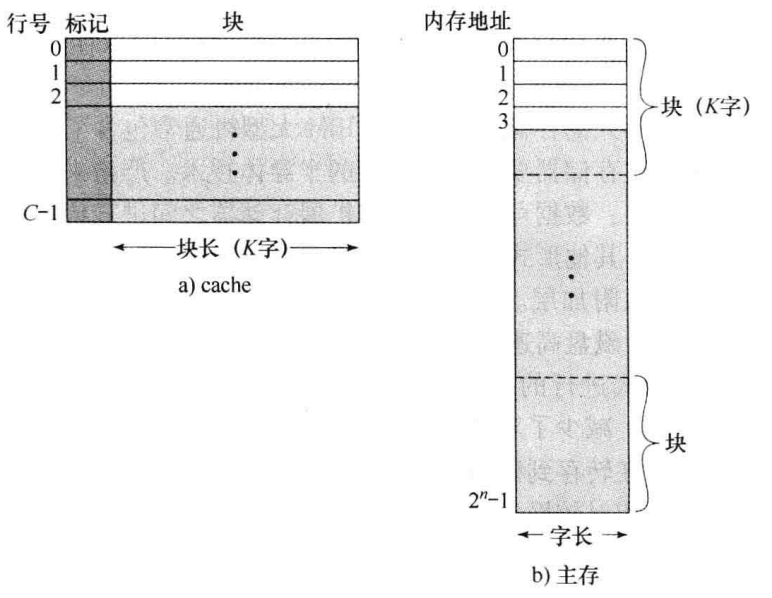 行号 标记 块
0
1
2
C-1
块长（K字）
a) cache
内存地址
0
1
2
3
块（K字）
块
2ⁿ-1
字长
b) 主存